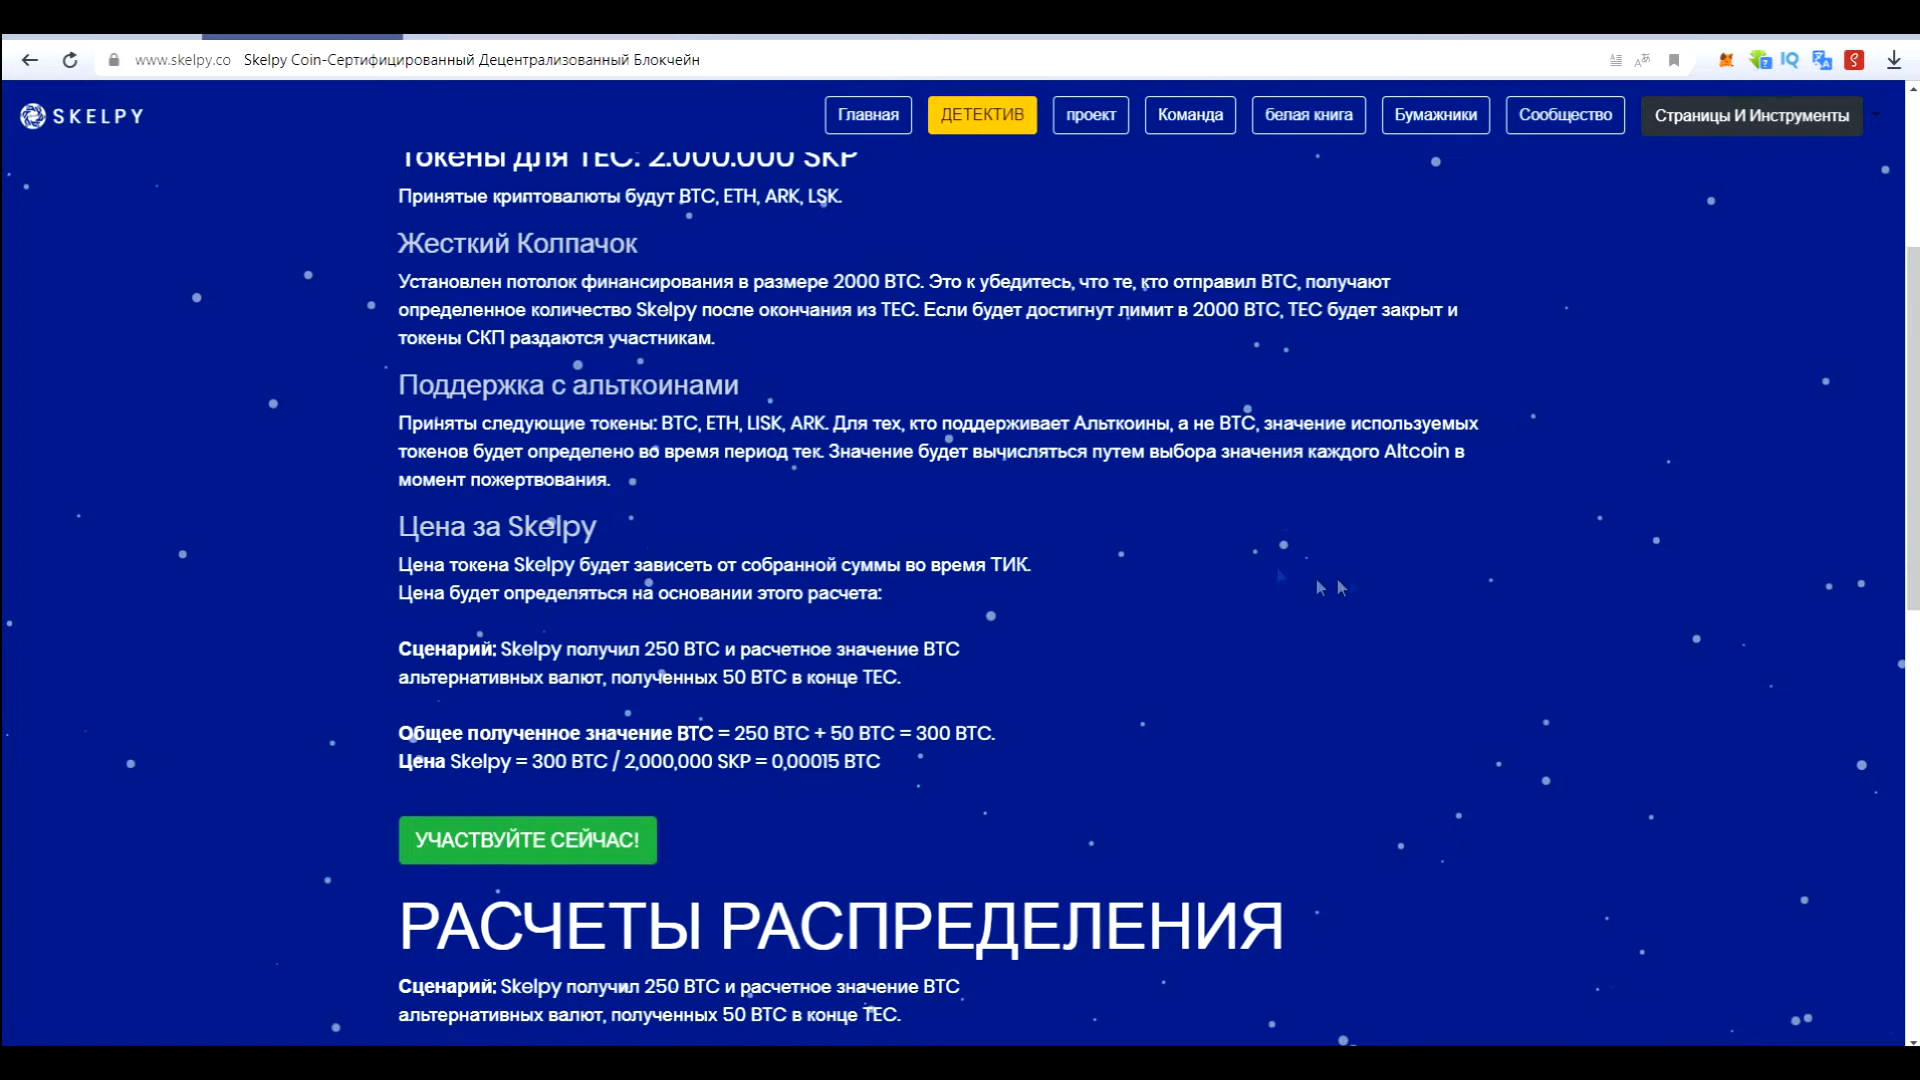 www.skelpy.co Skelpy Coin-Сертифицированный Децентрализованный Блокчейн
IQ
SKELPY
Главная
ДЕТЕКТИВ
проект
Команда
белая книга
Бумажники
Сообщество
Страницы И Инструменты
Токены для TEC: 2.000.000 SKP
Принятые криптовалюты будут BTC, ETH, ARK, LSK.
Жесткий Колпачок
Установлен потолок финансирования в размере 2000 BTC. Это к убедитесь, что те, кто отправил BTC, получают
определенное количество Skelpy после окончания из TEC. Если будет достигнут лимит в 2000 BTC, TEC будет закрыт и
токены СКП раздаются участникам.
Поддержка с альткоинами
Приняты следующие токены: BTC, ETH, LISK, ARK. Для тех, кто поддерживает Альткоины, а не BTC, значение используемых
токенов будет определено во время период тек. Значение будет вычисляться путем выбора значения каждого Altcoin в
момент пожертвования.
Цена за Skelpy
Цена токена Skelpy будет зависеть от собранной суммы во время ТИК.
Цена будет определяться на основании этого расчета:
Сценарий: Skelpy получил 250 BTC и расчетное значение BTC
альтернативных валют, полученных 50 BTC в конце TEC.
Общее полученное значение BTC = 250 BTC + 50 BTC = 300 BTC.
Цена Skelpy = 300 BTC / 2,000,000 SKP = 0,00015 BTC
УЧАСТВУЙТЕ СЕЙЧАС!
РАСЧЕТЫ РАСПРЕДЕЛЕНИЯ
Сценарий: Skelpy получил 250 BTC и расчетное значение BTC
альтернативных валют, полученных 50 BTC в конце TEC.